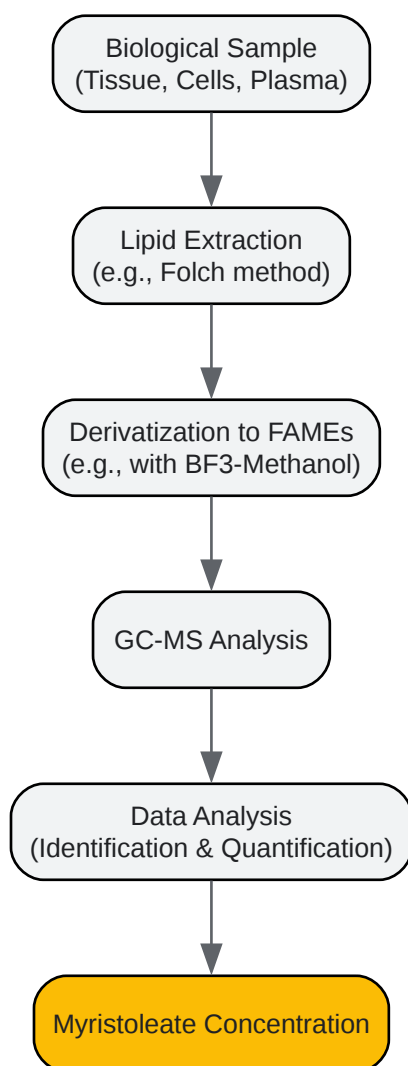 Biological Sample
(Tissue, Cells, Plasma)
Lipid Extraction
(e.g., Folch method)
Derivatization to FAMEs
(e.g., with BF3-Methanol)
GC-MS Analysis
Data Analysis
(Identification & Quantification)
Myristoleate Concentration